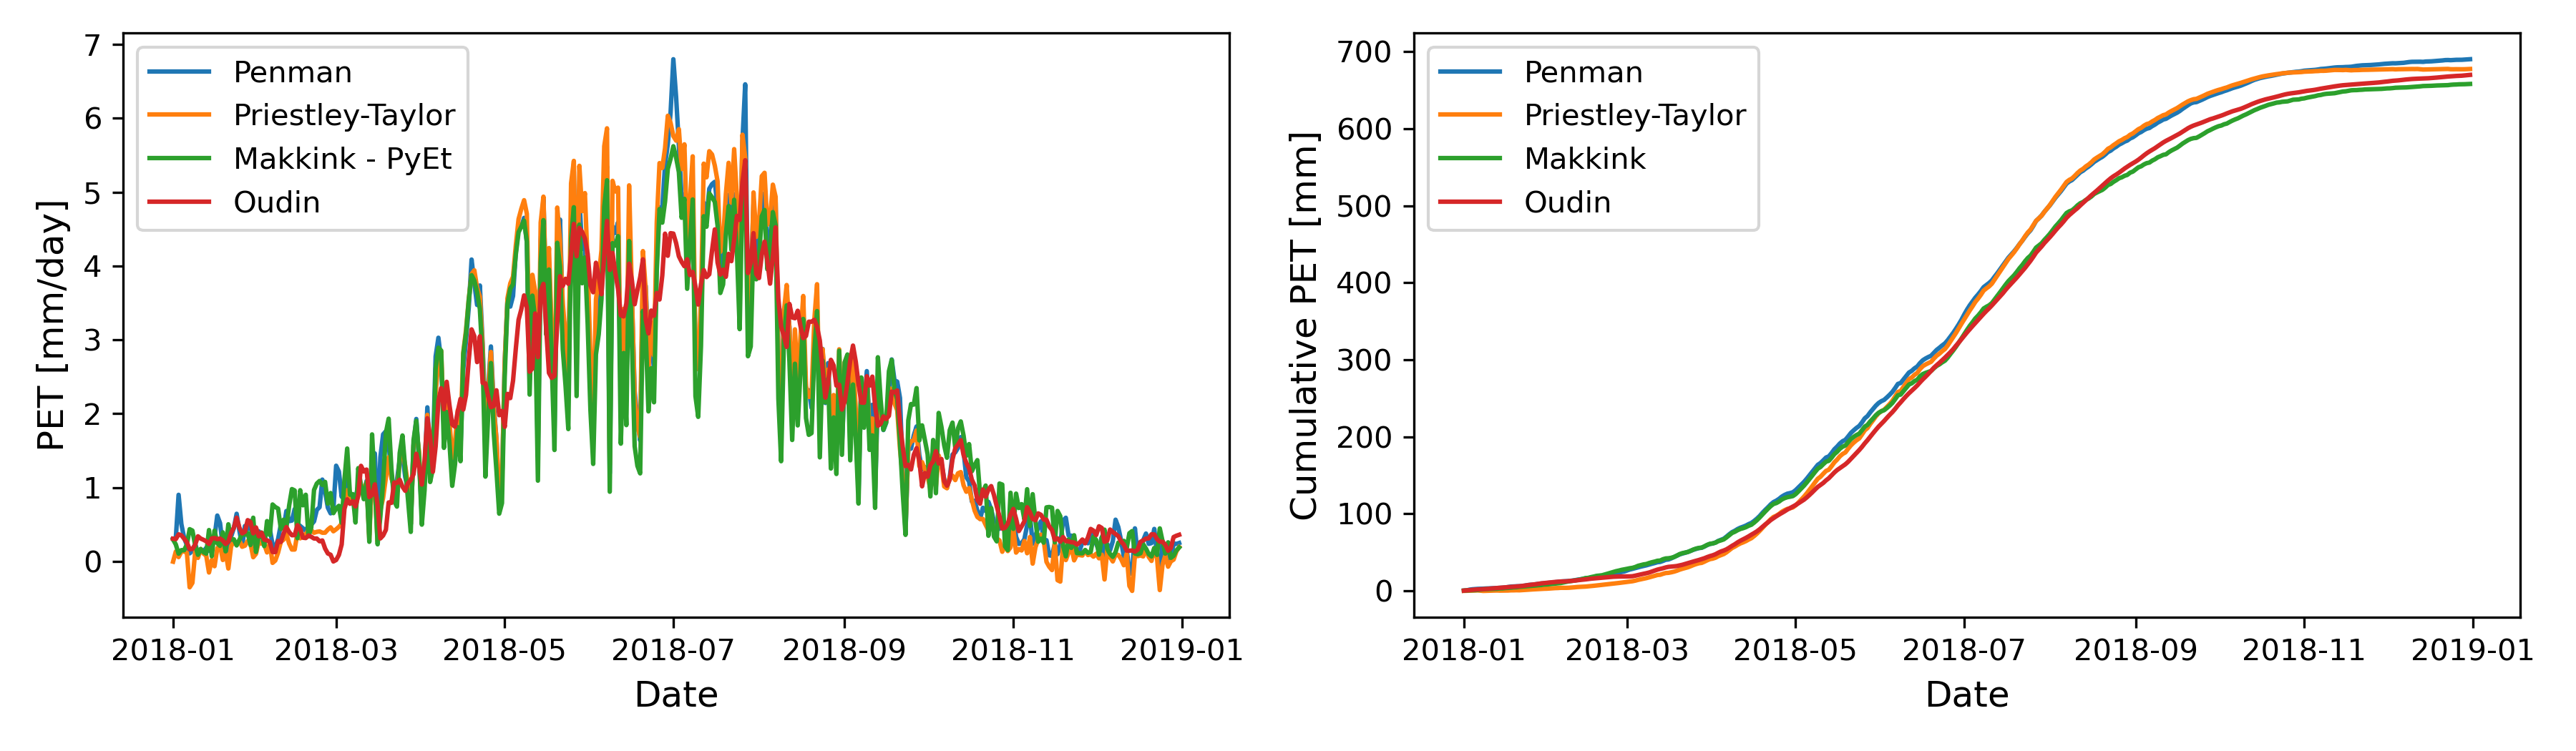 7
6
5
4
3
2
1
0
PET [mm/day]
Penman
Priestley-Taylor
Makkink - PyEt
Oudin
2018-01 2018-03 2018-05 2018-07 2018-09 2018-11 2019-01
Date
700
600
500
400
300
200
100
0
Cumulative PET [mm]
Penman
Priestley-Taylor
Makkink
Oudin
2018-01 2018-03 2018-05 2018-07 2018-09 2018-11 2019-01
Date